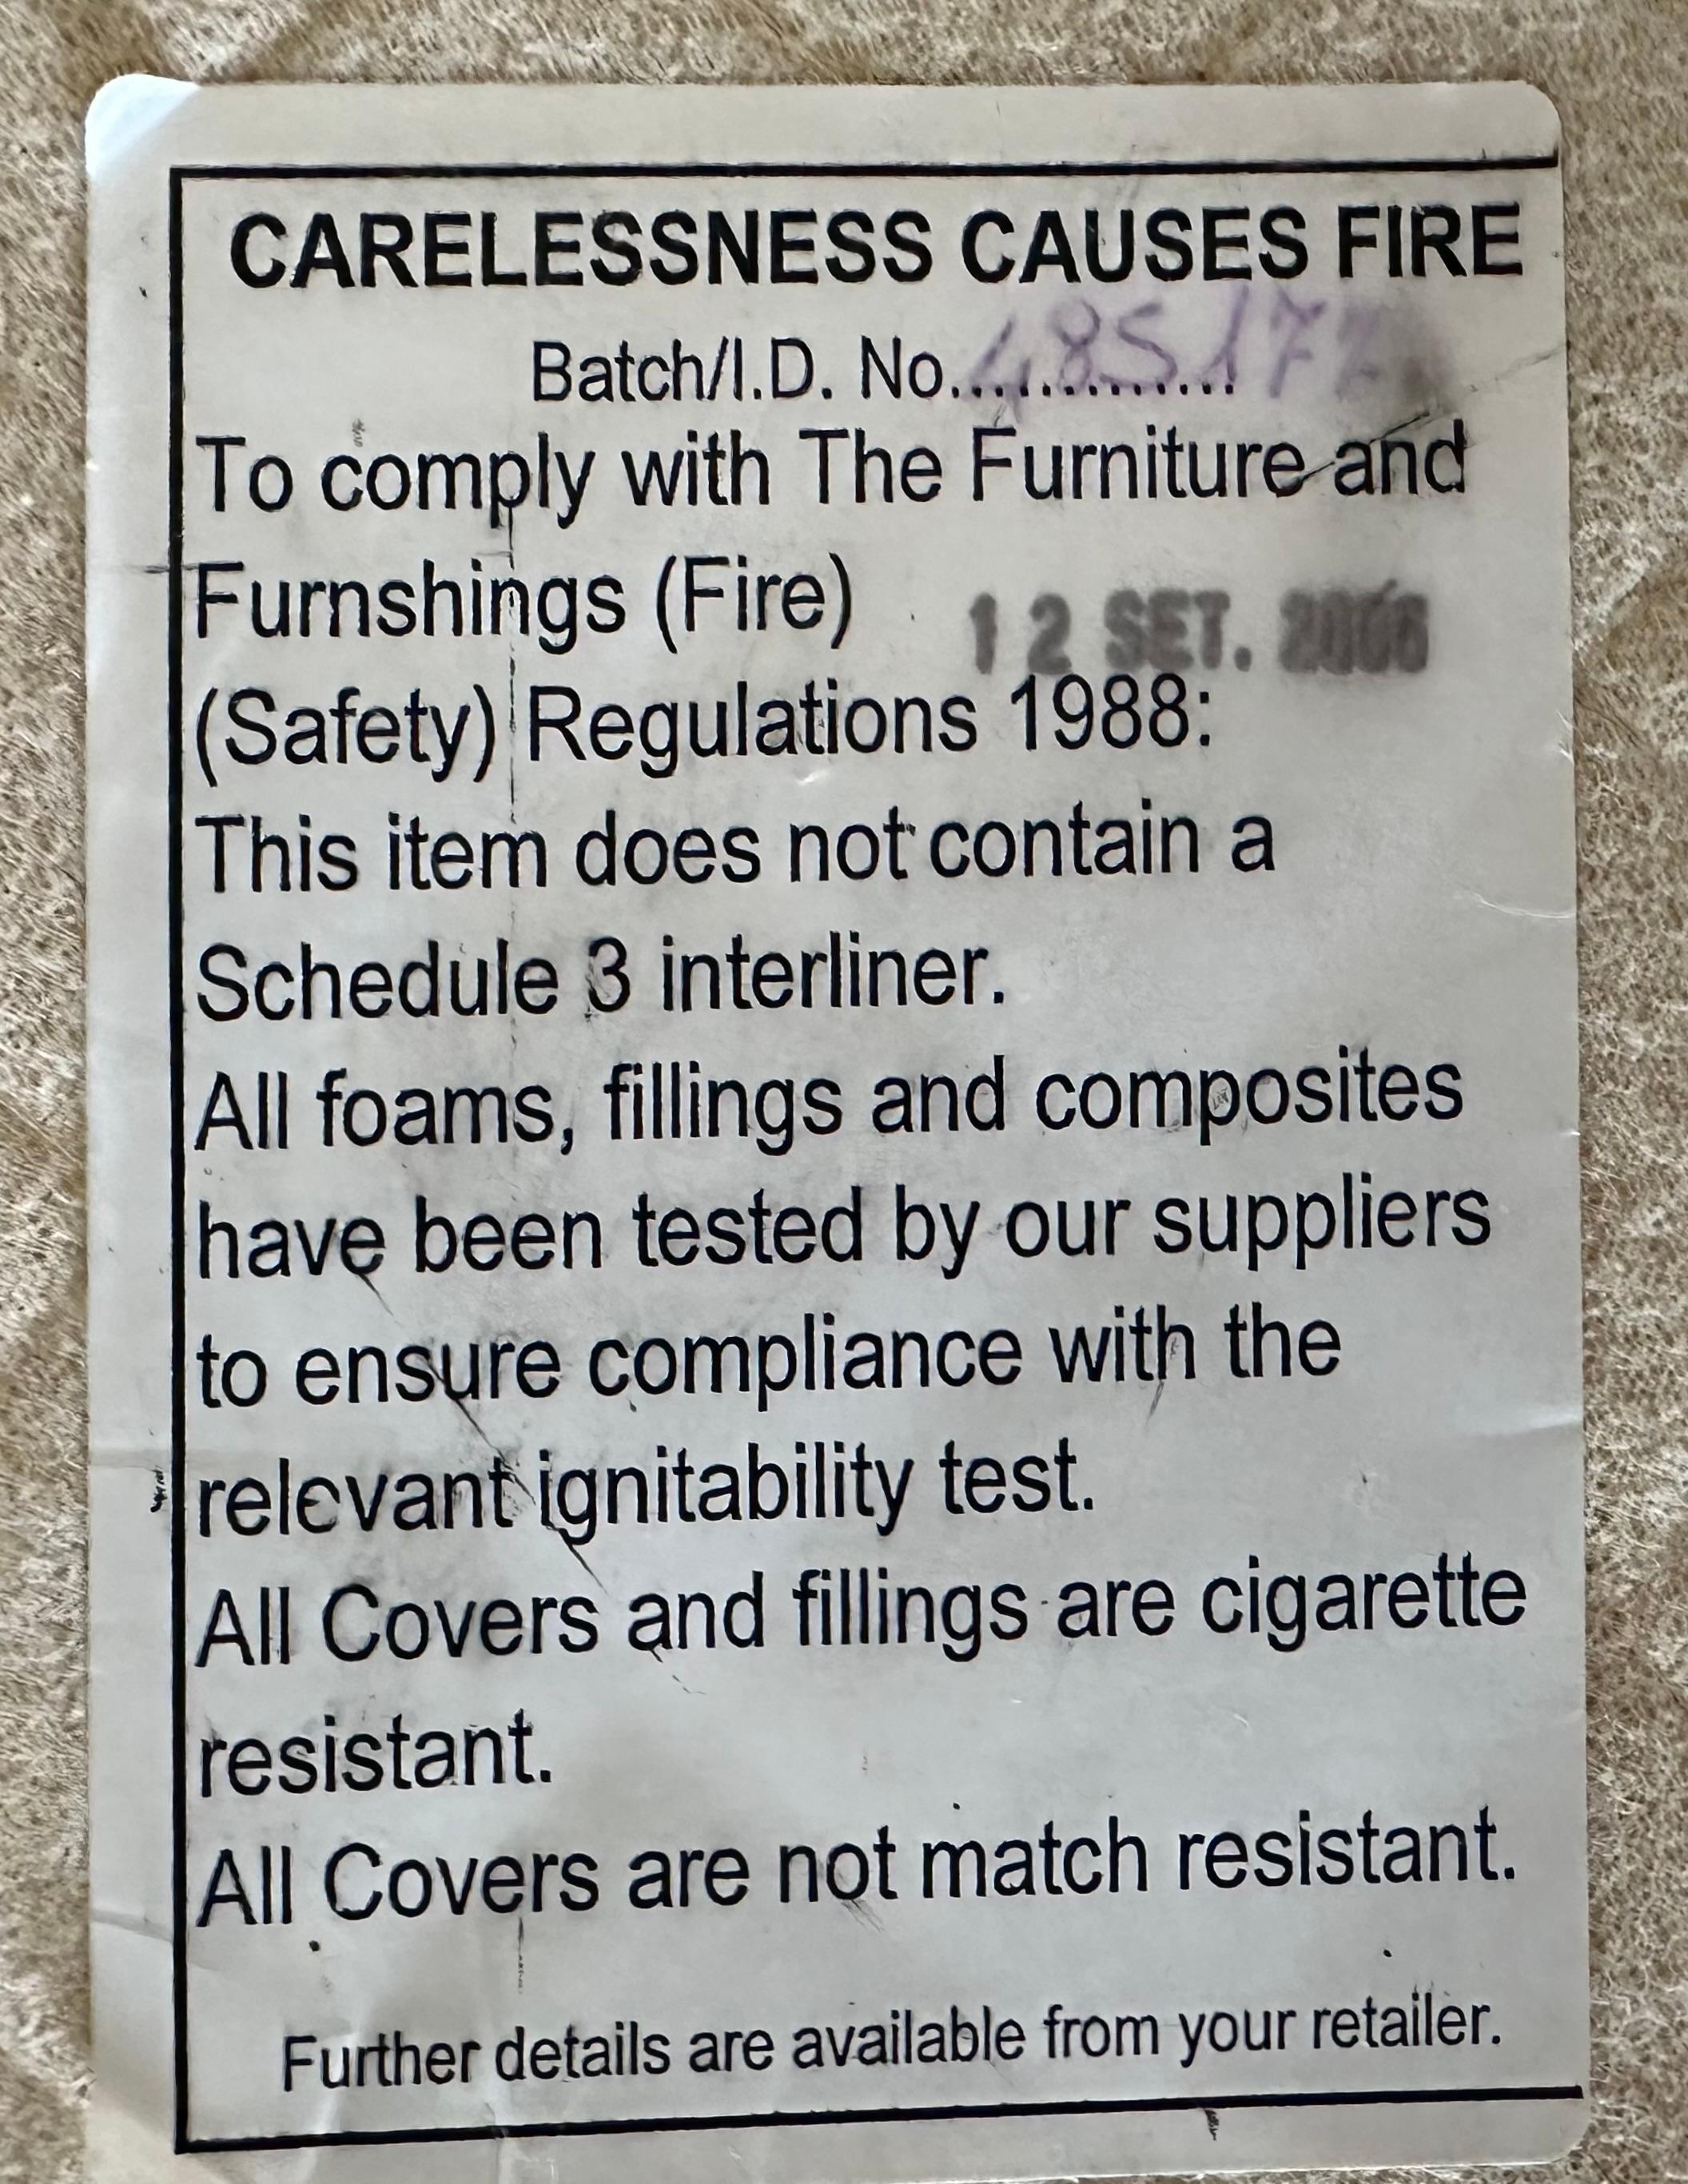 CARELESSNESS CAUSES FIRE
Batch/I.D. No..............
To comply with The Furniture and
Furnshings (Fire)
12 SET. 2006
(Safety) Regulations 1988:
This item does not contain a
Schedule 3 interliner.
All foams, fillings and composites
have been tested by our suppliers
to ensure compliance with the
relevant ignitability test.
All Covers and fillings are cigarette
resistant.
All Covers are not match resistant.
Further details are available from your retailer.